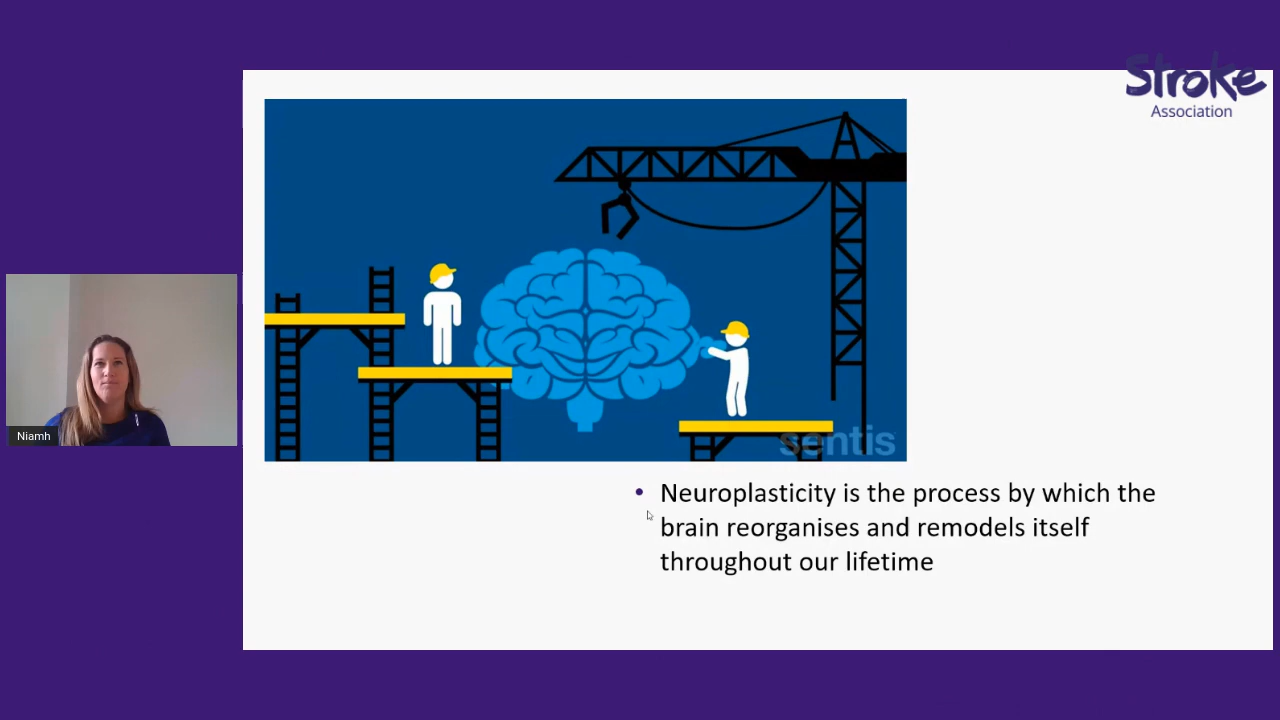 Stroke
Association
Niamh
sentis
• Neuroplasticity is the process by which the
brain reorganises and remodels itself
throughout our lifetime